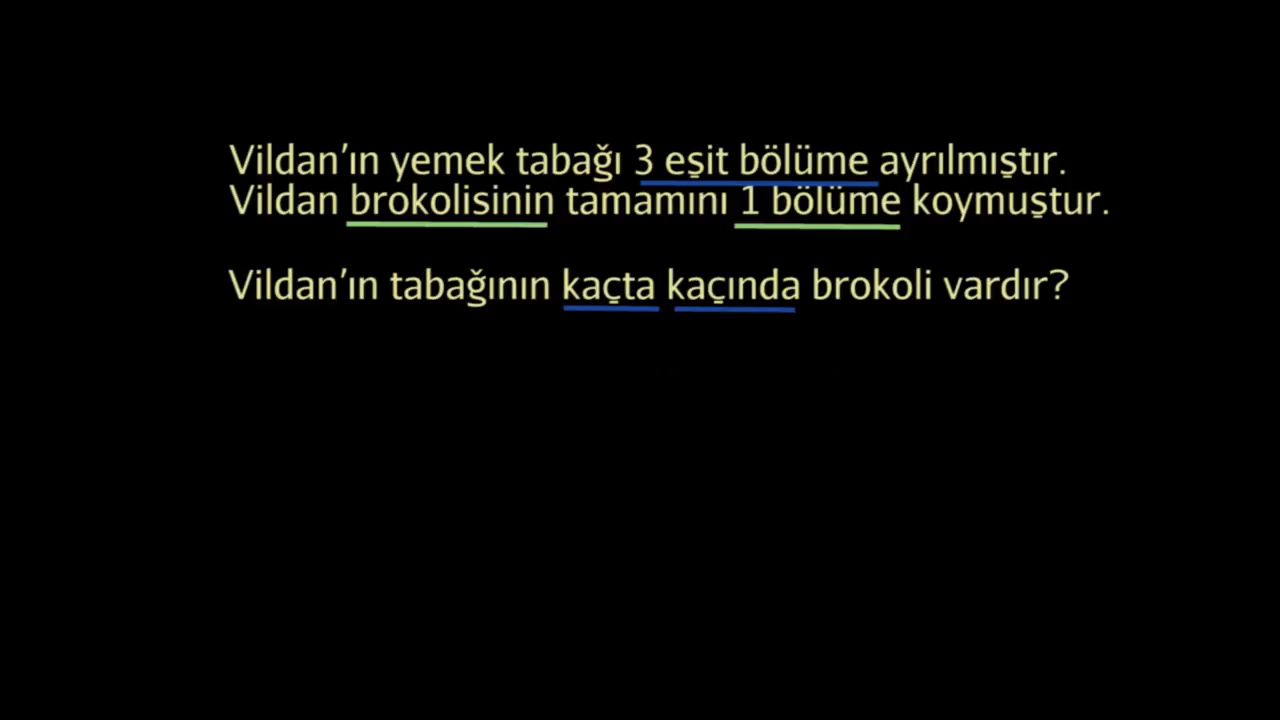 Vildan’ın yemek tabağı 3 eşit bölüme ayrılmıştır.
Vildan brokolisinin tamamını 1 bölüme koymuştur.
Vildan’ın tabağının kaçta kaçında brokoli vardır?